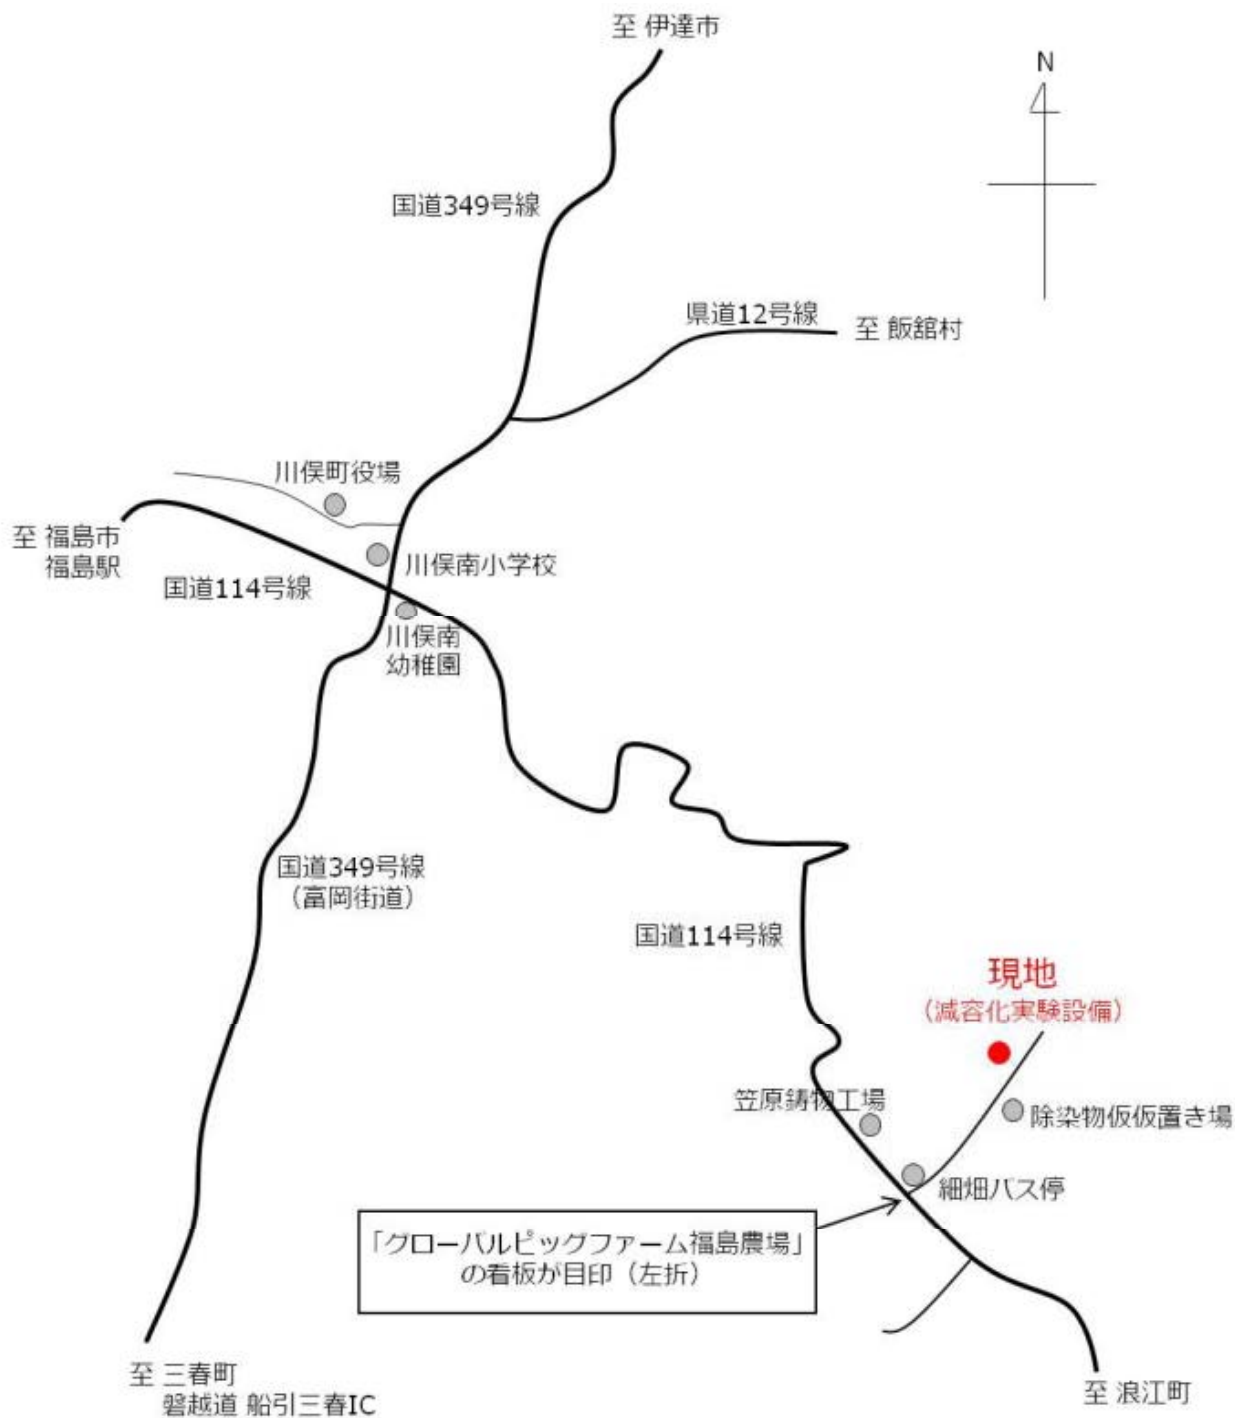 至 伊達市
N
国道349号線
県道12号線
至 飯舘村
川俣町役場
至 福島市
福島駅
川俣南小学校
国道114号線
川俣南
幼稚園
国道349号線
（富岡街道）
国道114号線
現地
（減容化実験設備）
笠原鋳物工場
除染物仮仮置き場
細畑バス停
「グローバルピッグファーム福島農場」
の看板が目印（左折）
至 三春町
磐越道 船引三春IC
至 浪江町